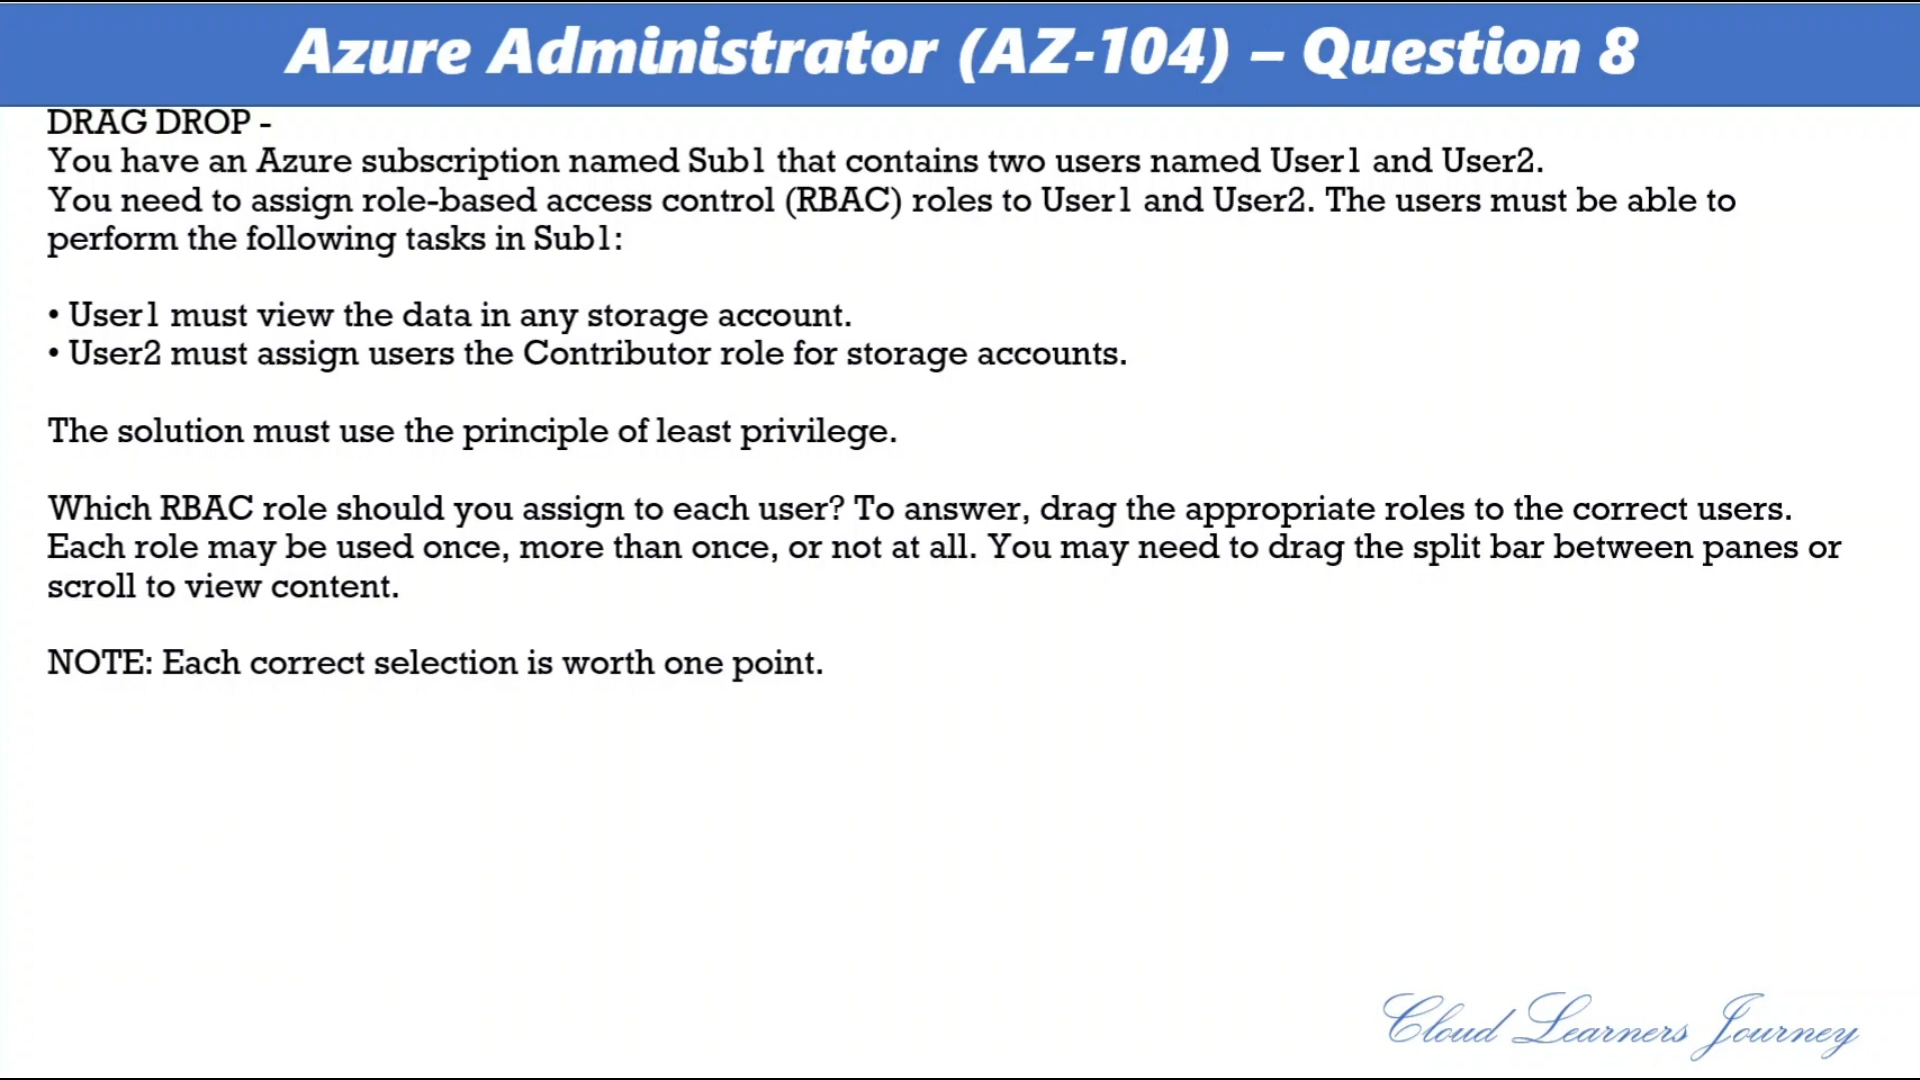 Azure Administrator (AZ-104) – Question 8
DRAG DROP -
You have an Azure subscription named Sub1 that contains two users named User1 and User2.
You need to assign role-based access control (RBAC) roles to User1 and User2. The users must be able to
perform the following tasks in Sub1:
• User1 must view the data in any storage account.
• User2 must assign users the Contributor role for storage accounts.
The solution must use the principle of least privilege.
Which RBAC role should you assign to each user? To answer, drag the appropriate roles to the correct users.
Each role may be used once, more than once, or not at all. You may need to drag the split bar between panes or
scroll to view content.
NOTE: Each correct selection is worth one point.
Cloud Learners Journey